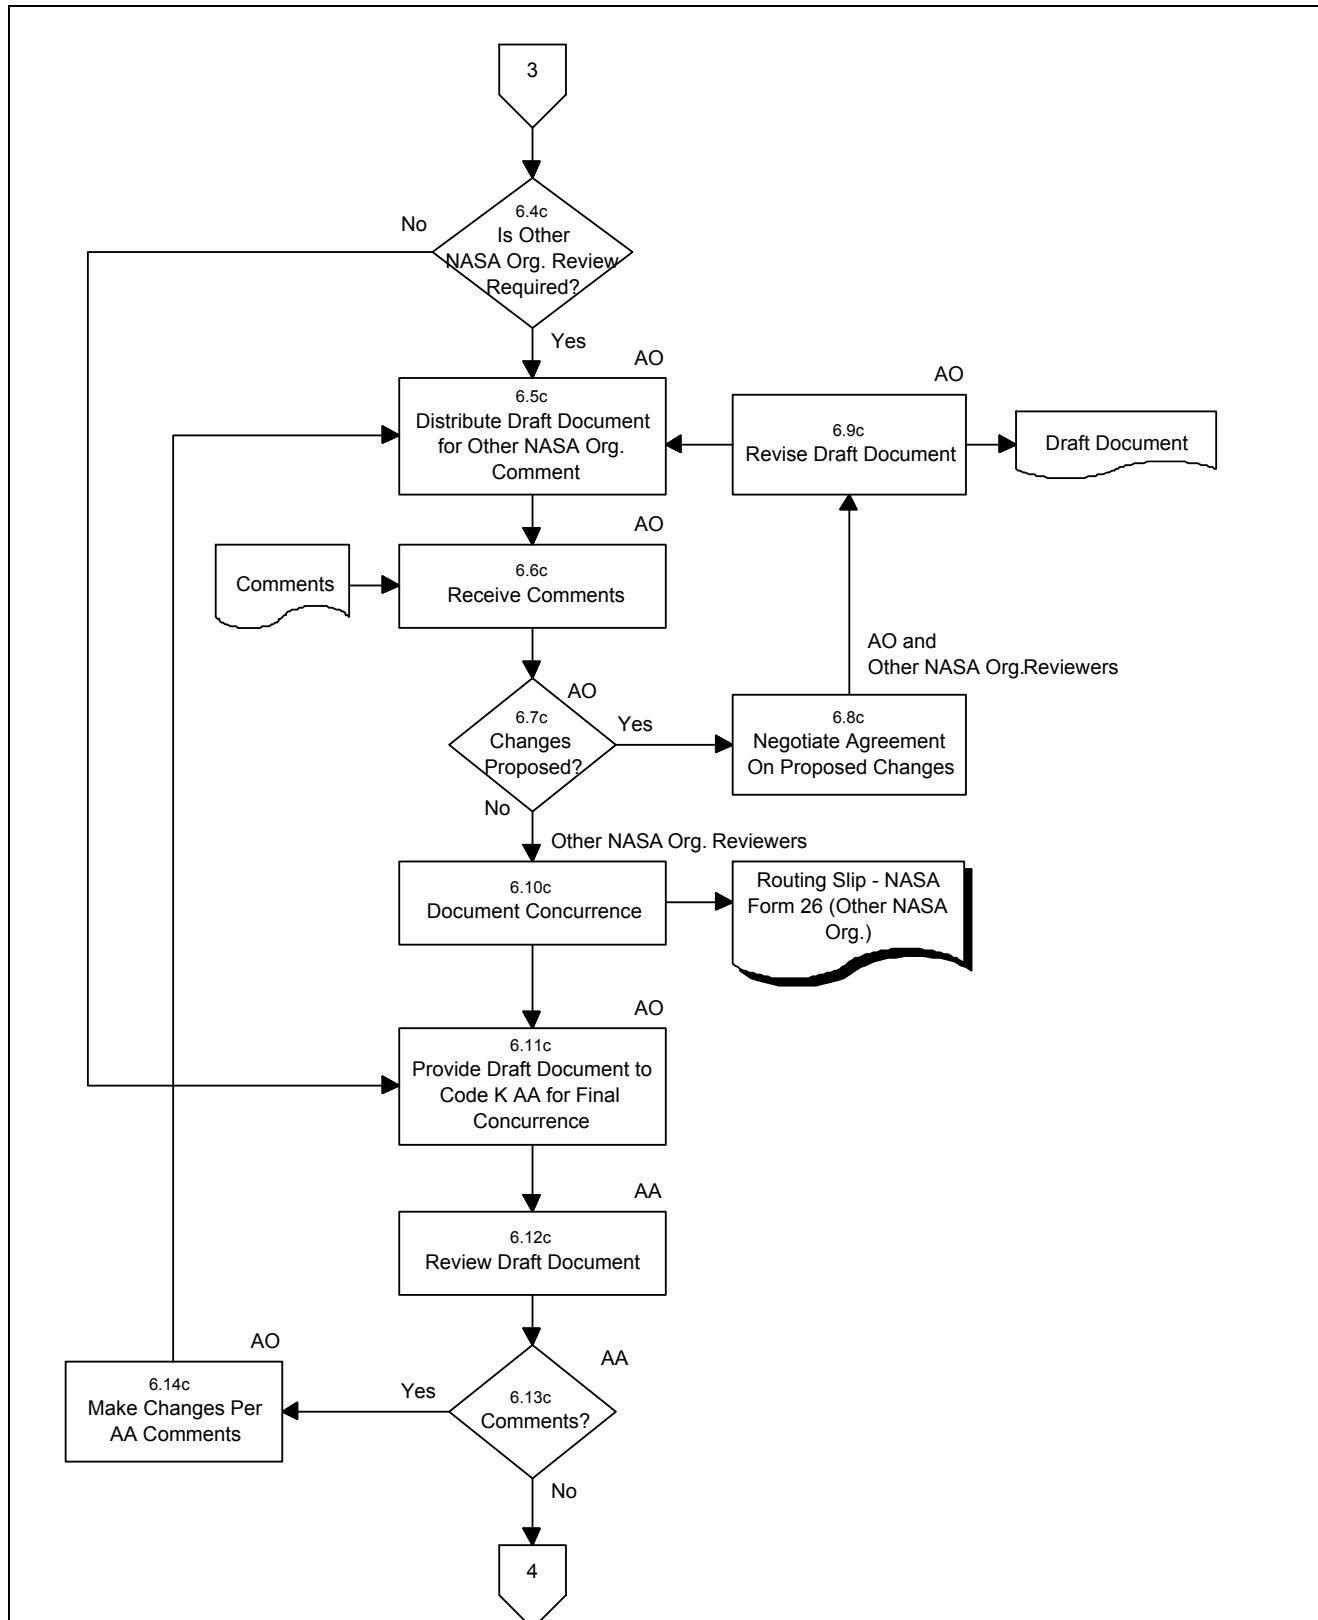 3
6.4c
Is Other
NASA Org. Review
Required?
No
Yes
AO
6.5c
Distribute Draft Document
for Other NASA Org.
Comment
AO
6.9c
Revise Draft Document
Draft Document
AO
6.6c
Receive Comments
Comments
AO
6.7c
Changes
Proposed?
Yes
AO and
Other NASA Org.Reviewers
6.8c
Negotiate Agreement
On Proposed Changes
No
Other NASA Org. Reviewers
6.10c
Document Concurrence
Routing Slip - NASA
Form 26 (Other NASA
Org.)
AO
6.11c
Provide Draft Document to
Code K AA for Final
Concurrence
AA
6.12c
Review Draft Document
AO
6.14c
Make Changes Per
AA Comments
Yes
AA
6.13c
Comments?
No
4